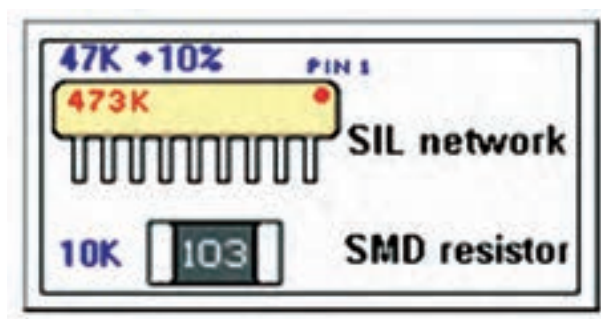 47K +10%
PIN 1
473K
SIL network
10K
103
SMD resistor